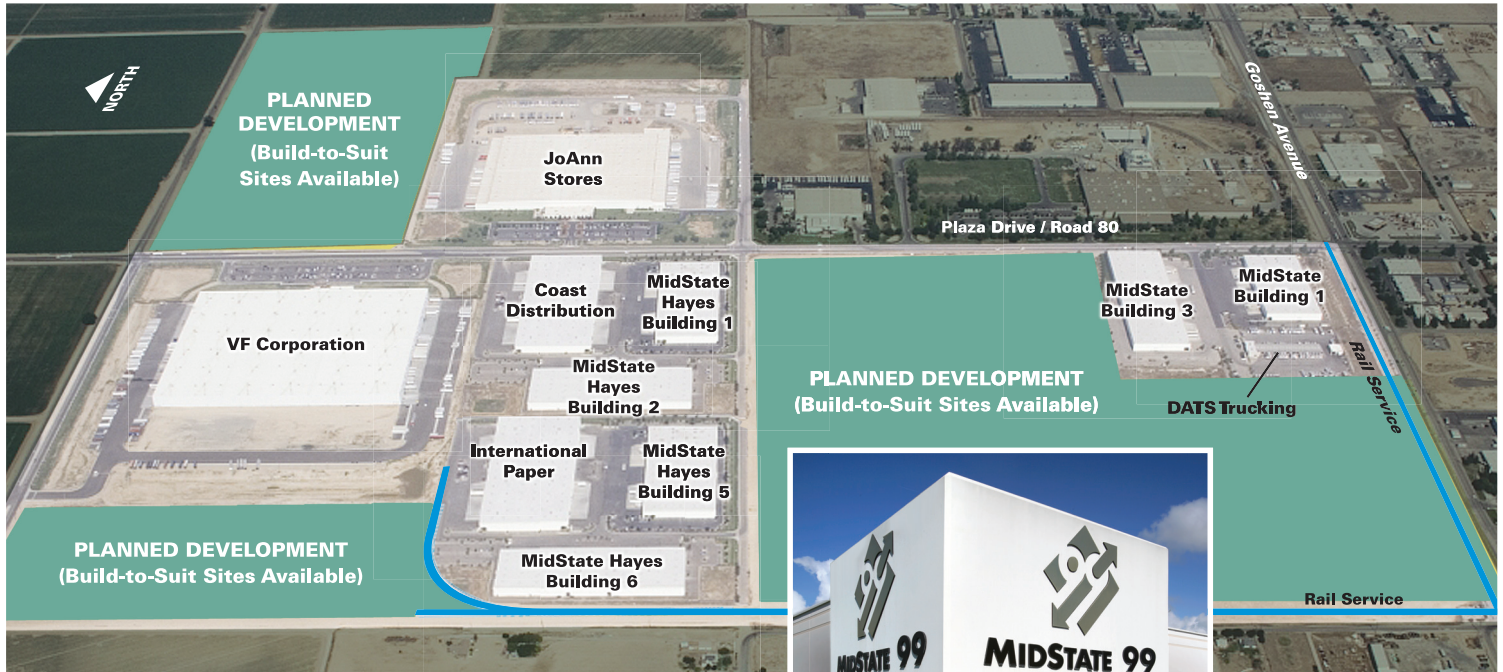 NORTH
PLANNED
DEVELOPMENT
(Build-to-Suit
Sites Available)
JoAnn
Stores
Goshen Avenue
Plaza Drive / Road 80
VF Corporation
Coast
Distribution
MidState
Hayes
Building 1
MidState
Building 3
MidState
Building 1
MidState
Hayes
Building 2
PLANNED DEVELOPMENT
(Build-to-Suit Sites Available)
DATS Trucking
Rail Service
International
Paper
MidState
Hayes
Building 5
PLANNED DEVELOPMENT
(Build-to-Suit Sites Available)
MidState Hayes
Building 6
Rail Service
MIDSTATE 99
MIDSTATE 99